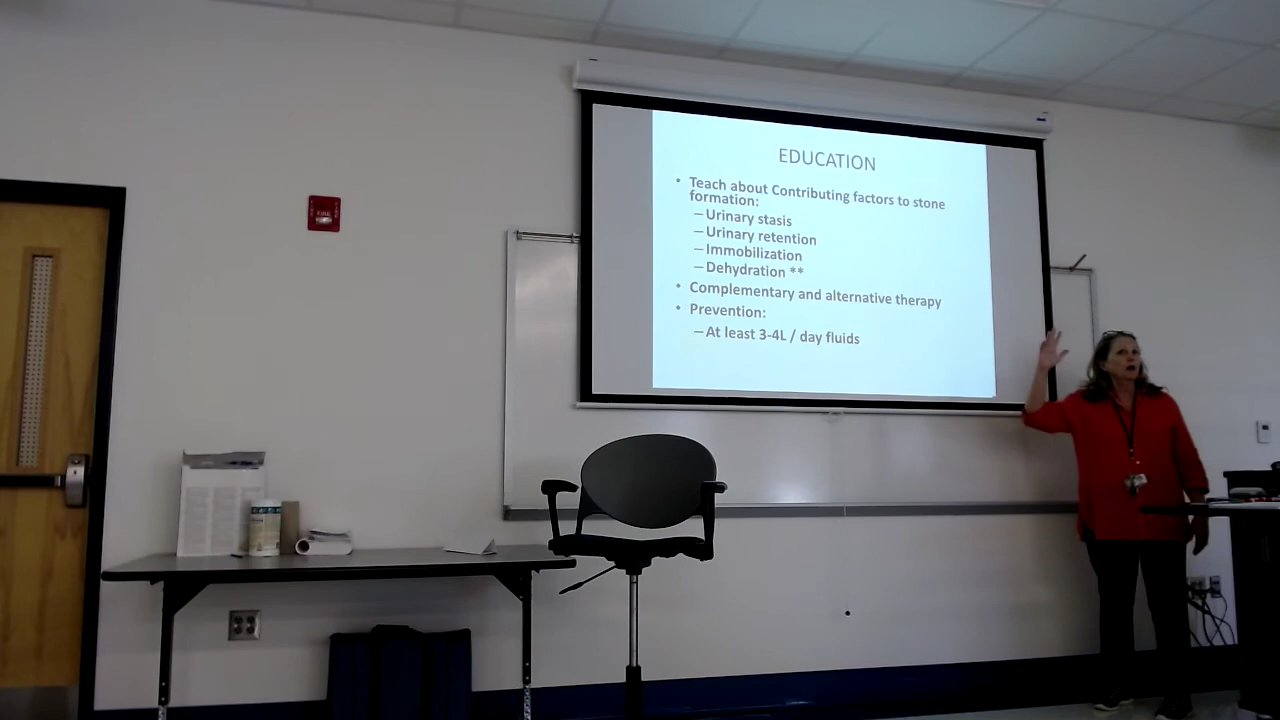 EDUCATION
• Teach about Contributing factors to stone
formation:
– Urinary stasis
– Urinary retention
– Immobilization
– Dehydration **
• Complementary and alternative therapy
• Prevention:
– At least 3-4L / day fluids
FIRE